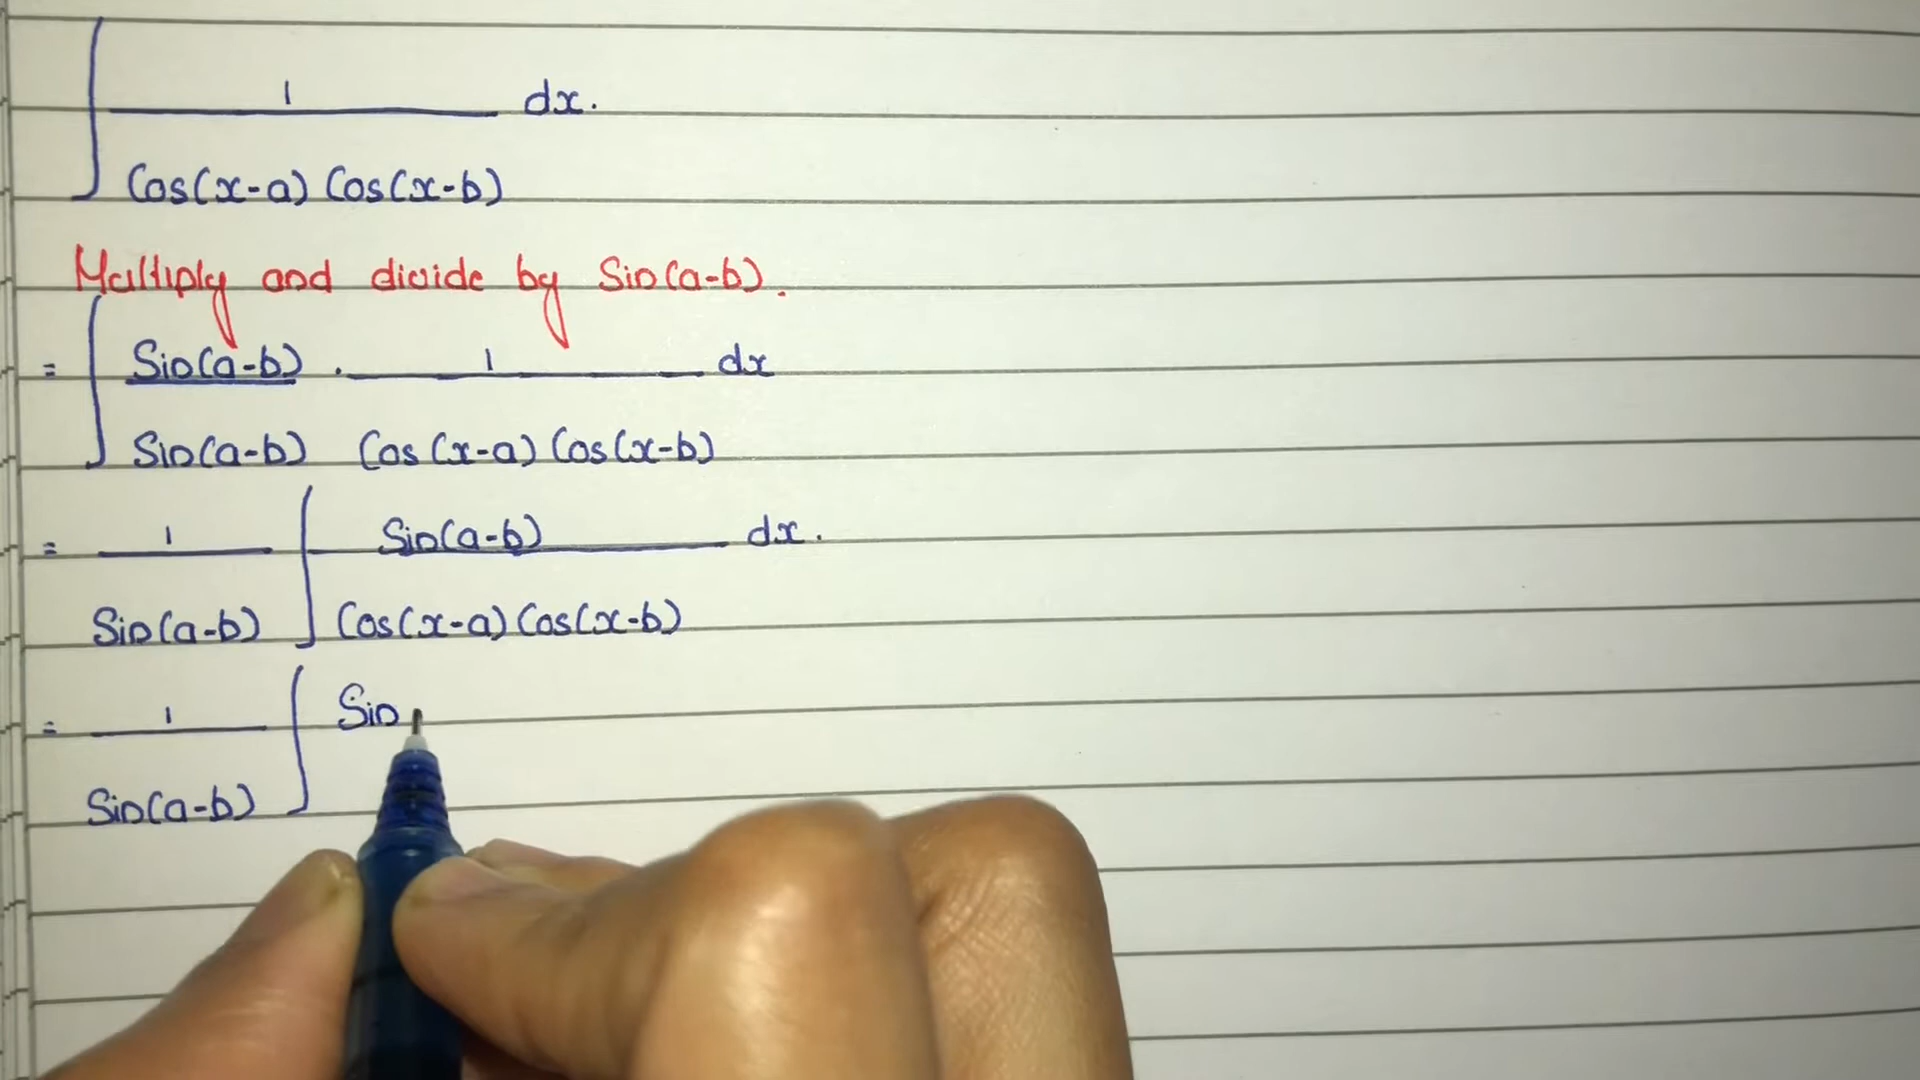 ∫ 1 / Cos(x-a) Cos(x-b) dx.
Multiply and divide by Sin(a-b).
= ∫ Sin(a-b) / Sin(a-b) . 1 / Cos(x-a) Cos(x-b) dx
= 1 / Sin(a-b) ∫ Sin(a-b) / Cos(x-a) Cos(x-b) dx.
= 1 / Sin(a-b) ∫ Sin